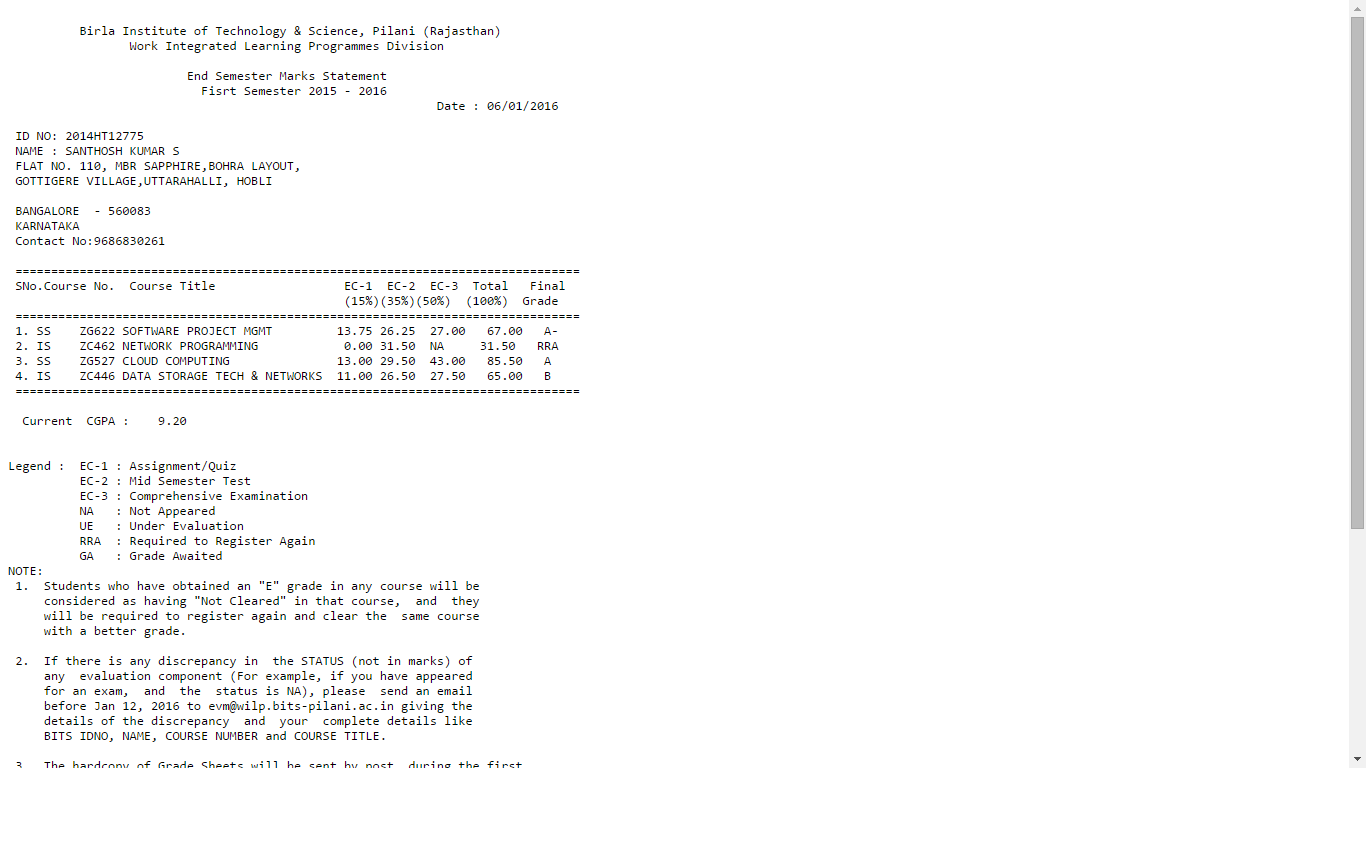 Birla Institute of Technology & Science, Pilani (Rajasthan)
Work Integrated Learning Programmes Division
End Semester Marks Statement
Fisrt Semester 2015 - 2016
Date : 06/01/2016
ID NO: 2014HT12775
NAME : SANTHOSH KUMAR S
FLAT NO. 110, MBR SAPPHIRE,BOHRA LAYOUT,
GOTTIGERE VILLAGE,UTTARAHALLI, HOBLI
BANGALORE  - 560083
KARNATAKA
Contact No:9686830261
===============================================================================
SNo.Course No.  Course Title                  EC-1  EC-2  EC-3  Total   Final
(15%)(35%)(50%)  (100%)  Grade
===============================================================================
1. SS    ZG622 SOFTWARE PROJECT MGMT         13.75 26.25  27.00   67.00   A-
2. IS    ZC462 NETWORK PROGRAMMING            0.00 31.50  NA     31.50   RRA
3. SS    ZG527 CLOUD COMPUTING               13.00 29.50  43.00   85.50   A
4. IS    ZC446 DATA STORAGE TECH & NETWORKS  11.00 26.50  27.50   65.00   B
===============================================================================
Current  CGPA :    9.20
Legend :  EC-1 : Assignment/Quiz
EC-2 : Mid Semester Test
EC-3 : Comprehensive Examination
NA   : Not Appeared
UE   : Under Evaluation
RRA  : Required to Register Again
GA   : Grade Awaited
NOTE:
1.  Students who have obtained an "E" grade in any course will be
considered as having "Not Cleared" in that course,  and  they
will be required to register again and clear the  same course
with a better grade.
2.  If there is any discrepancy in  the STATUS (not in marks) of
any  evaluation component (For example, if you have appeared
for an exam,  and  the  status is NA), please  send an email
before Jan 12, 2016 to evm@wilp.bits-pilani.ac.in giving the
details of the discrepancy  and  your  complete details like
BITS IDNO, NAME, COURSE NUMBER and COURSE TITLE.
3.  The hardcopy of Grade Sheets will be sent by post  during the first